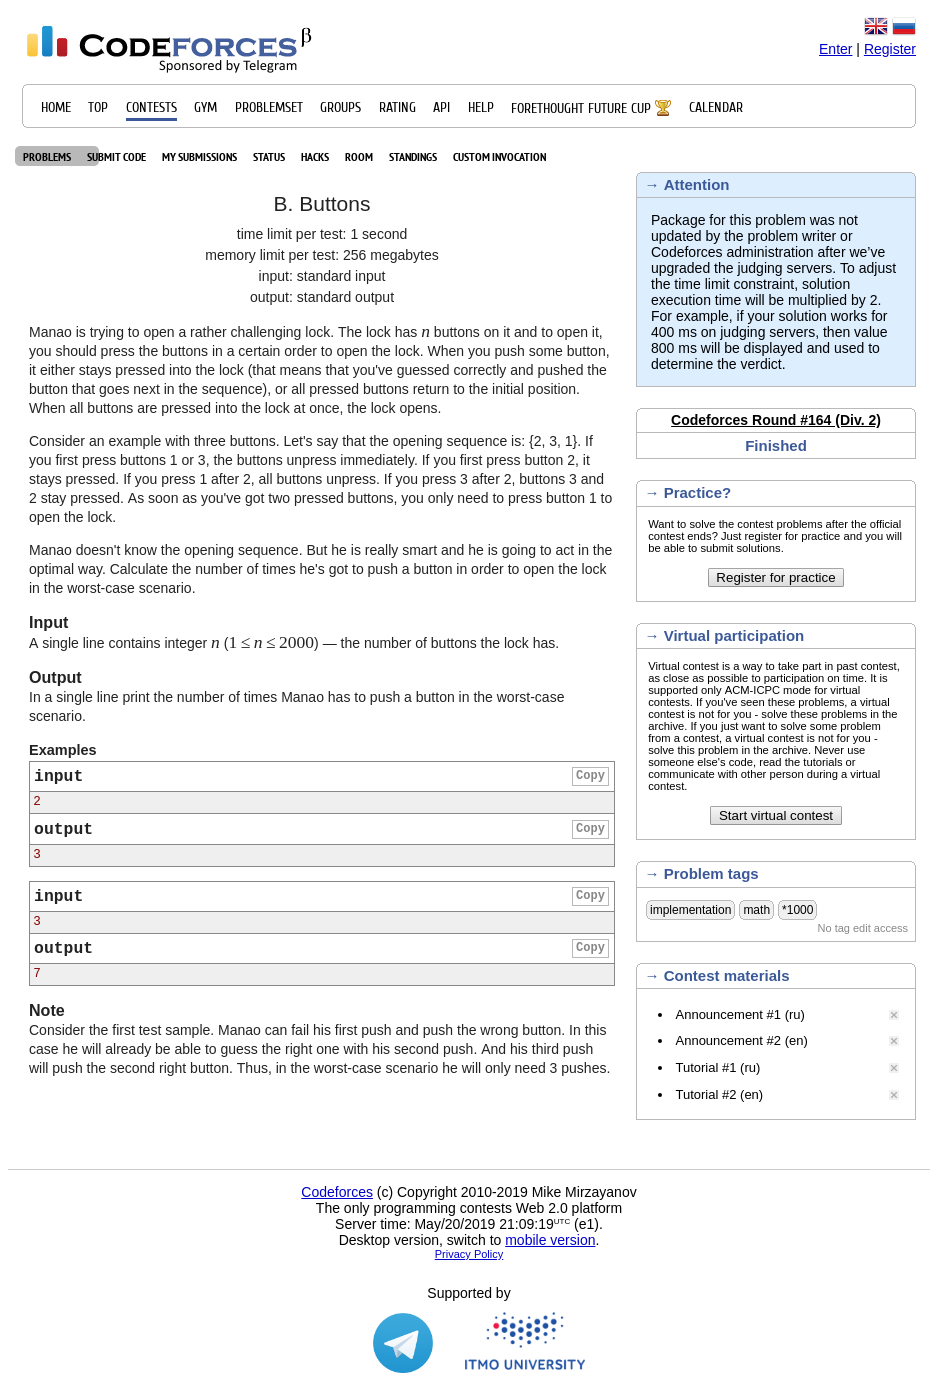 CODEFORCES β
Sponsored by Telegram
Enter | Register
HOME TOP CONTESTS GYM PROBLEMSET GROUPS RATING API HELP FORETHOUGHT FUTURE CUP CALENDAR
PROBLEMS SUBMIT CODE MY SUBMISSIONS STATUS HACKS ROOM STANDINGS CUSTOM INVOCATION
B. Buttons
time limit per test: 1 second
memory limit per test: 256 megabytes
input: standard input
output: standard output
Manao is trying to open a rather challenging lock. The lock has n buttons on it and to open it,
you should press the buttons in a certain order to open the lock. When you push some button,
it either stays pressed into the lock (that means that you've guessed correctly and pushed the
button that goes next in the sequence), or all pressed buttons return to the initial position.
When all buttons are pressed into the lock at once, the lock opens.
Consider an example with three buttons. Let's say that the opening sequence is: {2, 3, 1}. If
you first press buttons 1 or 3, the buttons unpress immediately. If you first press button 2, it
stays pressed. If you press 1 after 2, all buttons unpress. If you press 3 after 2, buttons 3 and
2 stay pressed. As soon as you've got two pressed buttons, you only need to press button 1 to
open the lock.
Manao doesn't know the opening sequence. But he is really smart and he is going to act in the
optimal way. Calculate the number of times he's got to push a button in order to open the lock
in the worst-case scenario.
Input
A single line contains integer n (1 ≤ n ≤ 2000) — the number of buttons the lock has.
Output
In a single line print the number of times Manao has to push a button in the worst-case
scenario.
Examples
input Copy
2
output Copy
3
input Copy
3
output Copy
7
Note
Consider the first test sample. Manao can fail his first push and push the wrong button. In this
case he will already be able to guess the right one with his second push. And his third push
will push the second right button. Thus, in the worst-case scenario he will only need 3 pushes.
→ Attention
Package for this problem was not
updated by the problem writer or
Codeforces administration after we've
upgraded the judging servers. To adjust
the time limit constraint, solution
execution time will be multiplied by 2.
For example, if your solution works for
400 ms on judging servers, then value
800 ms will be displayed and used to
determine the verdict.
Codeforces Round #164 (Div. 2)
Finished
→ Practice?
Want to solve the contest problems after the official
contest ends? Just register for practice and you will
be able to submit solutions.
Register for practice
→ Virtual participation
Virtual contest is a way to take part in past contest,
as close as possible to participation on time. It is
supported only ACM-ICPC mode for virtual
contests. If you've seen these problems, a virtual
contest is not for you - solve these problems in the
archive. If you just want to solve some problem
from a contest, a virtual contest is not for you -
solve this problem in the archive. Never use
someone else's code, read the tutorials or
communicate with other person during a virtual
contest.
Start virtual contest
→ Problem tags
implementation math *1000
No tag edit access
→ Contest materials
• Announcement #1 (ru)
• Announcement #2 (en)
• Tutorial #1 (ru)
• Tutorial #2 (en)
Codeforces (c) Copyright 2010-2019 Mike Mirzayanov
The only programming contests Web 2.0 platform
Server time: May/20/2019 21:09:19UTC (e1).
Desktop version, switch to mobile version.
Privacy Policy
Supported by
ITMO UNIVERSITY